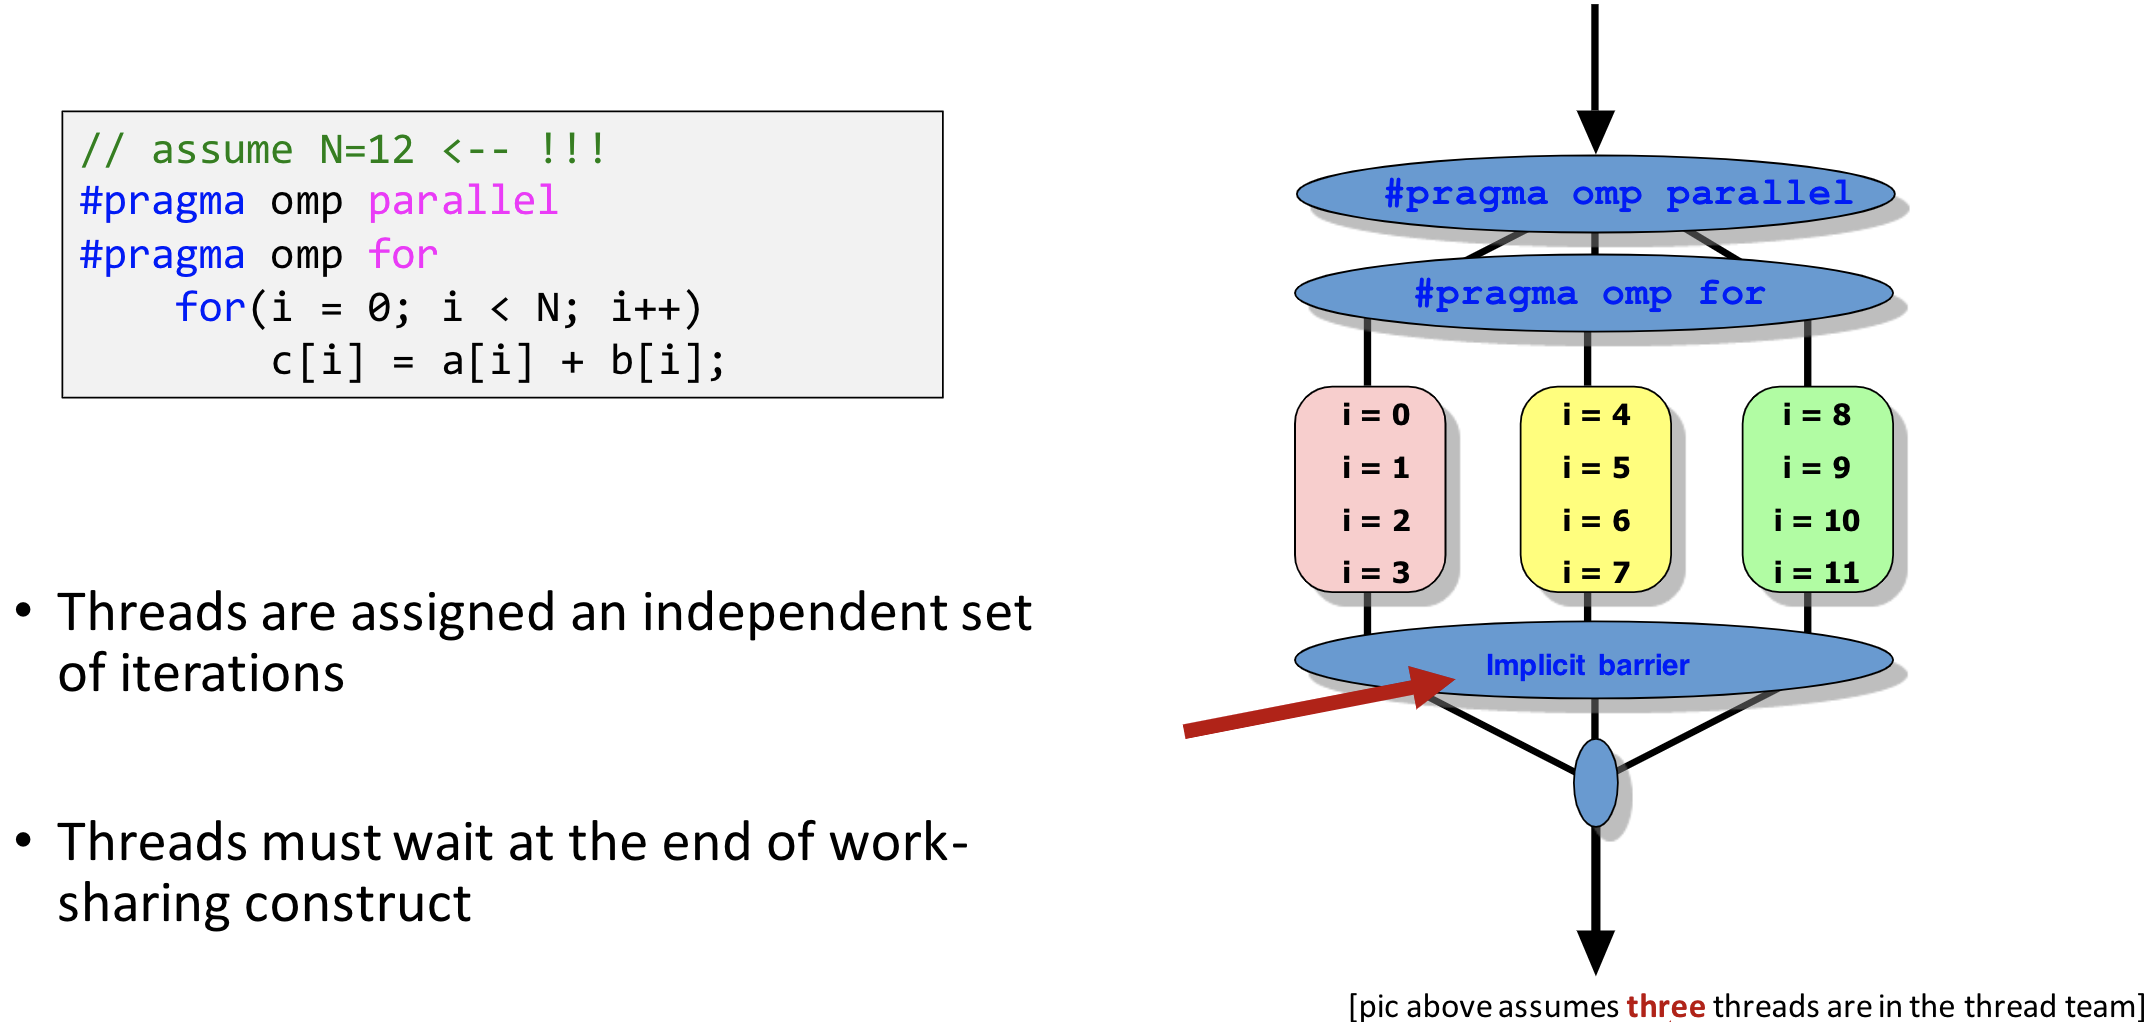 // assume N=12 <-- !!!
#pragma omp parallel
#pragma omp for
for(i = 0; i < N; i++)
c[i] = a[i] + b[i];
• Threads are assigned an independent set
of iterations
• Threads must wait at the end of work-
sharing construct
#pragma omp parallel
#pragma omp for
i = 0
i = 1
i = 2
i = 3
i = 4
i = 5
i = 6
i = 7
i = 8
i = 9
i = 10
i = 11
Implicit barrier
[pic above assumes three threads are in the thread team]